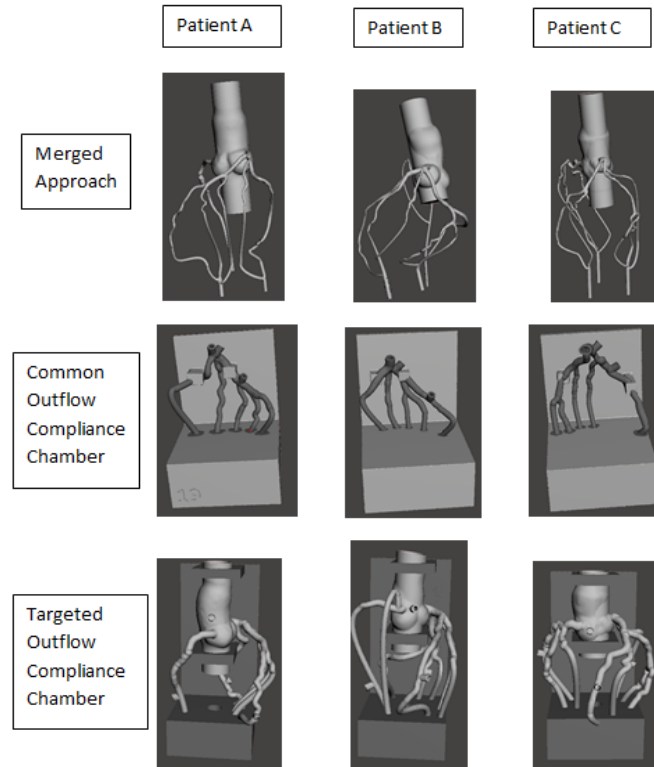 Patient A
Patient B
Patient C
Merged
Approach
Common
Outflow
Compliance
Chamber
Targeted
Outflow
Compliance
Chamber